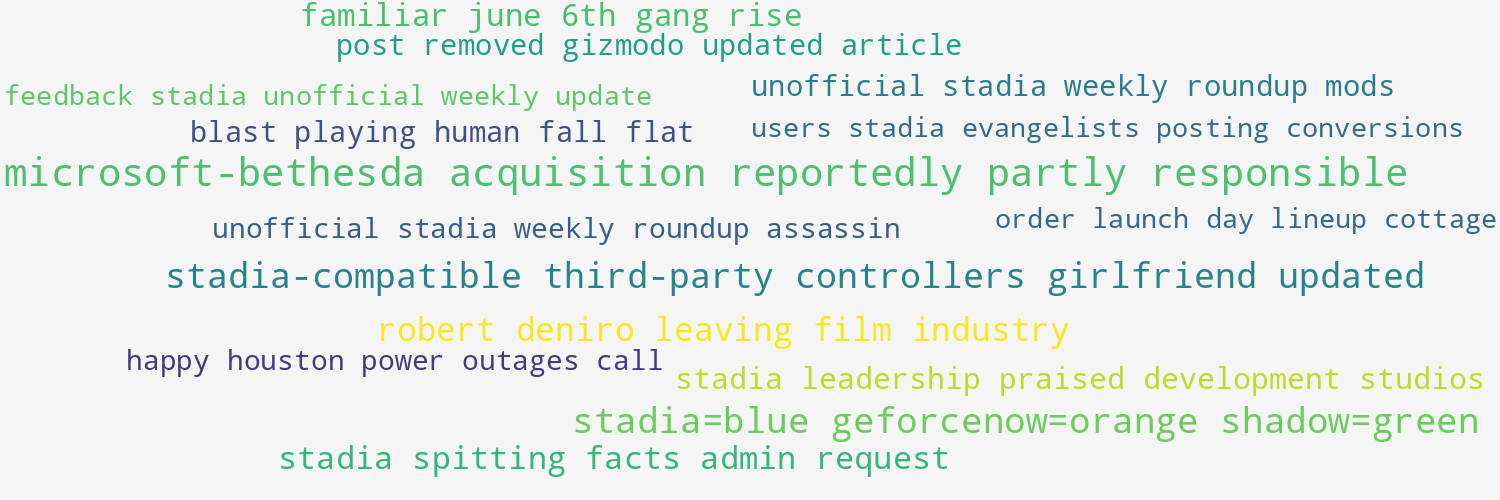 familiar june 6th gang rise
post removed gizmodo updated article
unofficial stadia weekly roundup mods
feedback stadia unofficial weekly update
blast playing human fall flat
users stadia evangelists posting conversions
microsoft-bethesda acquisition reportedly partly responsible
order launch day lineup cottage
unofficial stadia weekly roundup assassin
stadia-compatible third-party controllers girlfriend updated
robert deniro leaving film industry
happy houston power outages call
stadia leadership praised development studios
stadia=blue geforcenow=orange shadow=green
stadia spitting facts admin request